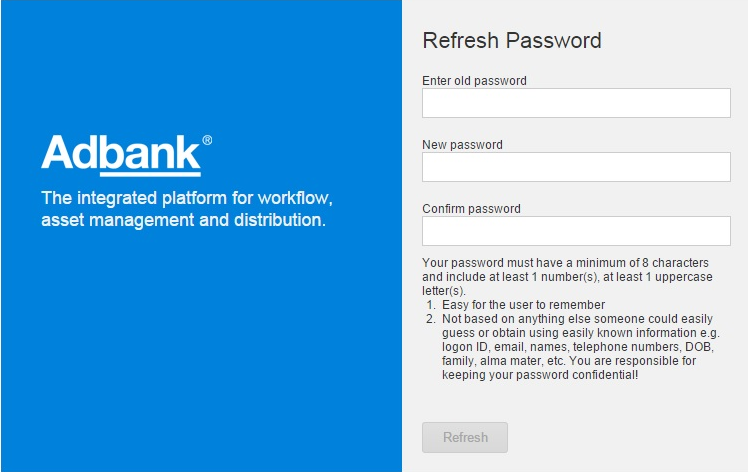 Adbank®
The integrated platform for workflow,
asset management and distribution.
Refresh Password
Enter old password
New password
Confirm password
Your password must have a minimum of 8 characters
and include at least 1 number(s), at least 1 uppercase
letter(s).
1. Easy for the user to remember
2. Not based on anything else someone could easily
guess or obtain using easily known information e.g.
logon ID, email, names, telephone numbers, DOB,
family, alma mater, etc. You are responsible for
keeping your password confidential!
Refresh